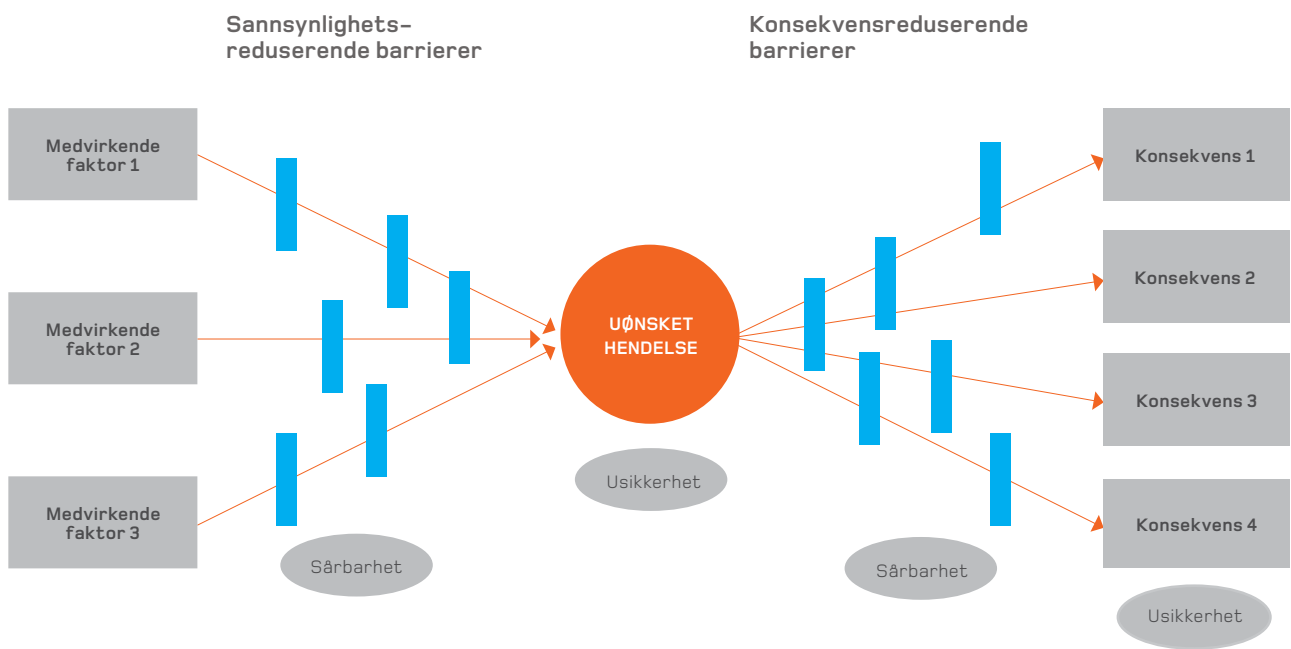 Sannsynlighets-
reduserende barrierer
Konsekvensreduserende
barrierer
Medvirkende
faktor 1
Medvirkende
faktor 2
Medvirkende
faktor 3
UØNSKET
HENDELSE
Usikkerhet
Sårbarhet
Sårbarhet
Konsekvens 1
Konsekvens 2
Konsekvens 3
Konsekvens 4
Usikkerhet